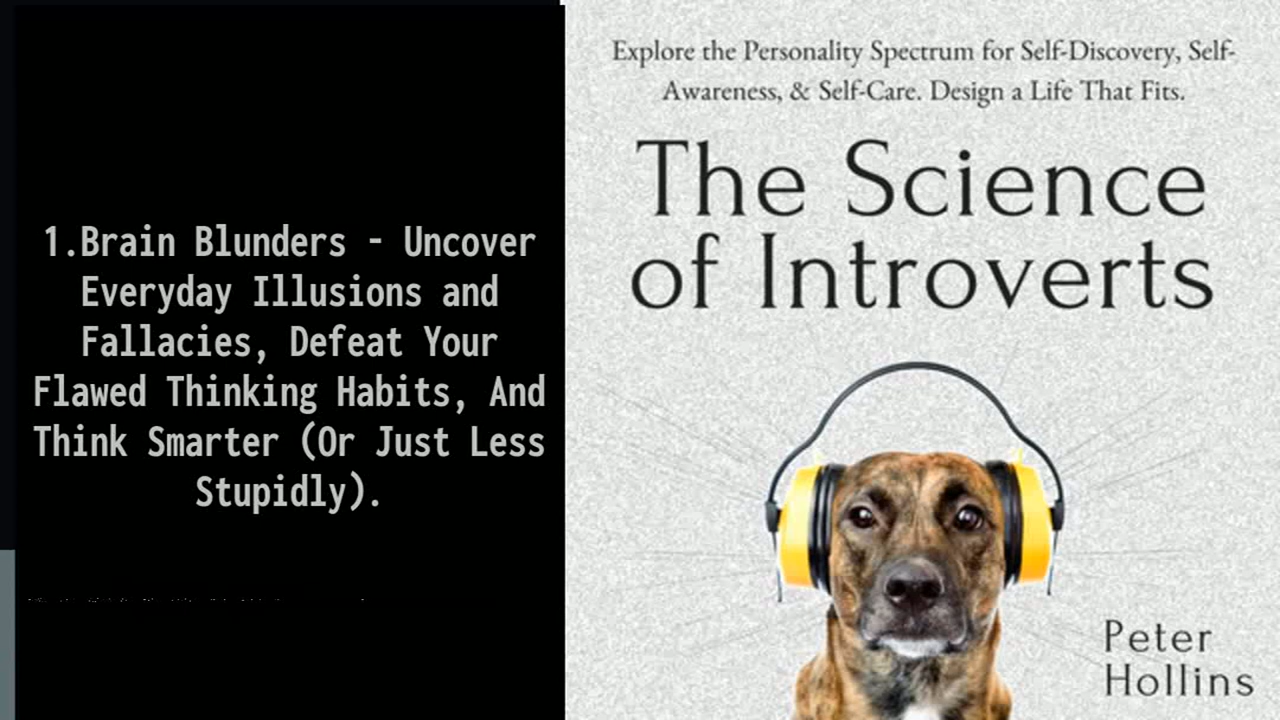 1.Brain Blunders - Uncover
Everyday Illusions and
Fallacies, Defeat Your
Flawed Thinking Habits, And
Think Smarter (Or Just Less
Stupidly).
Explore the Personality Spectrum for Self-Discovery, Self-
Awareness, & Self-Care. Design a Life That Fits.
The Science
of Introverts
Peter
Hollins